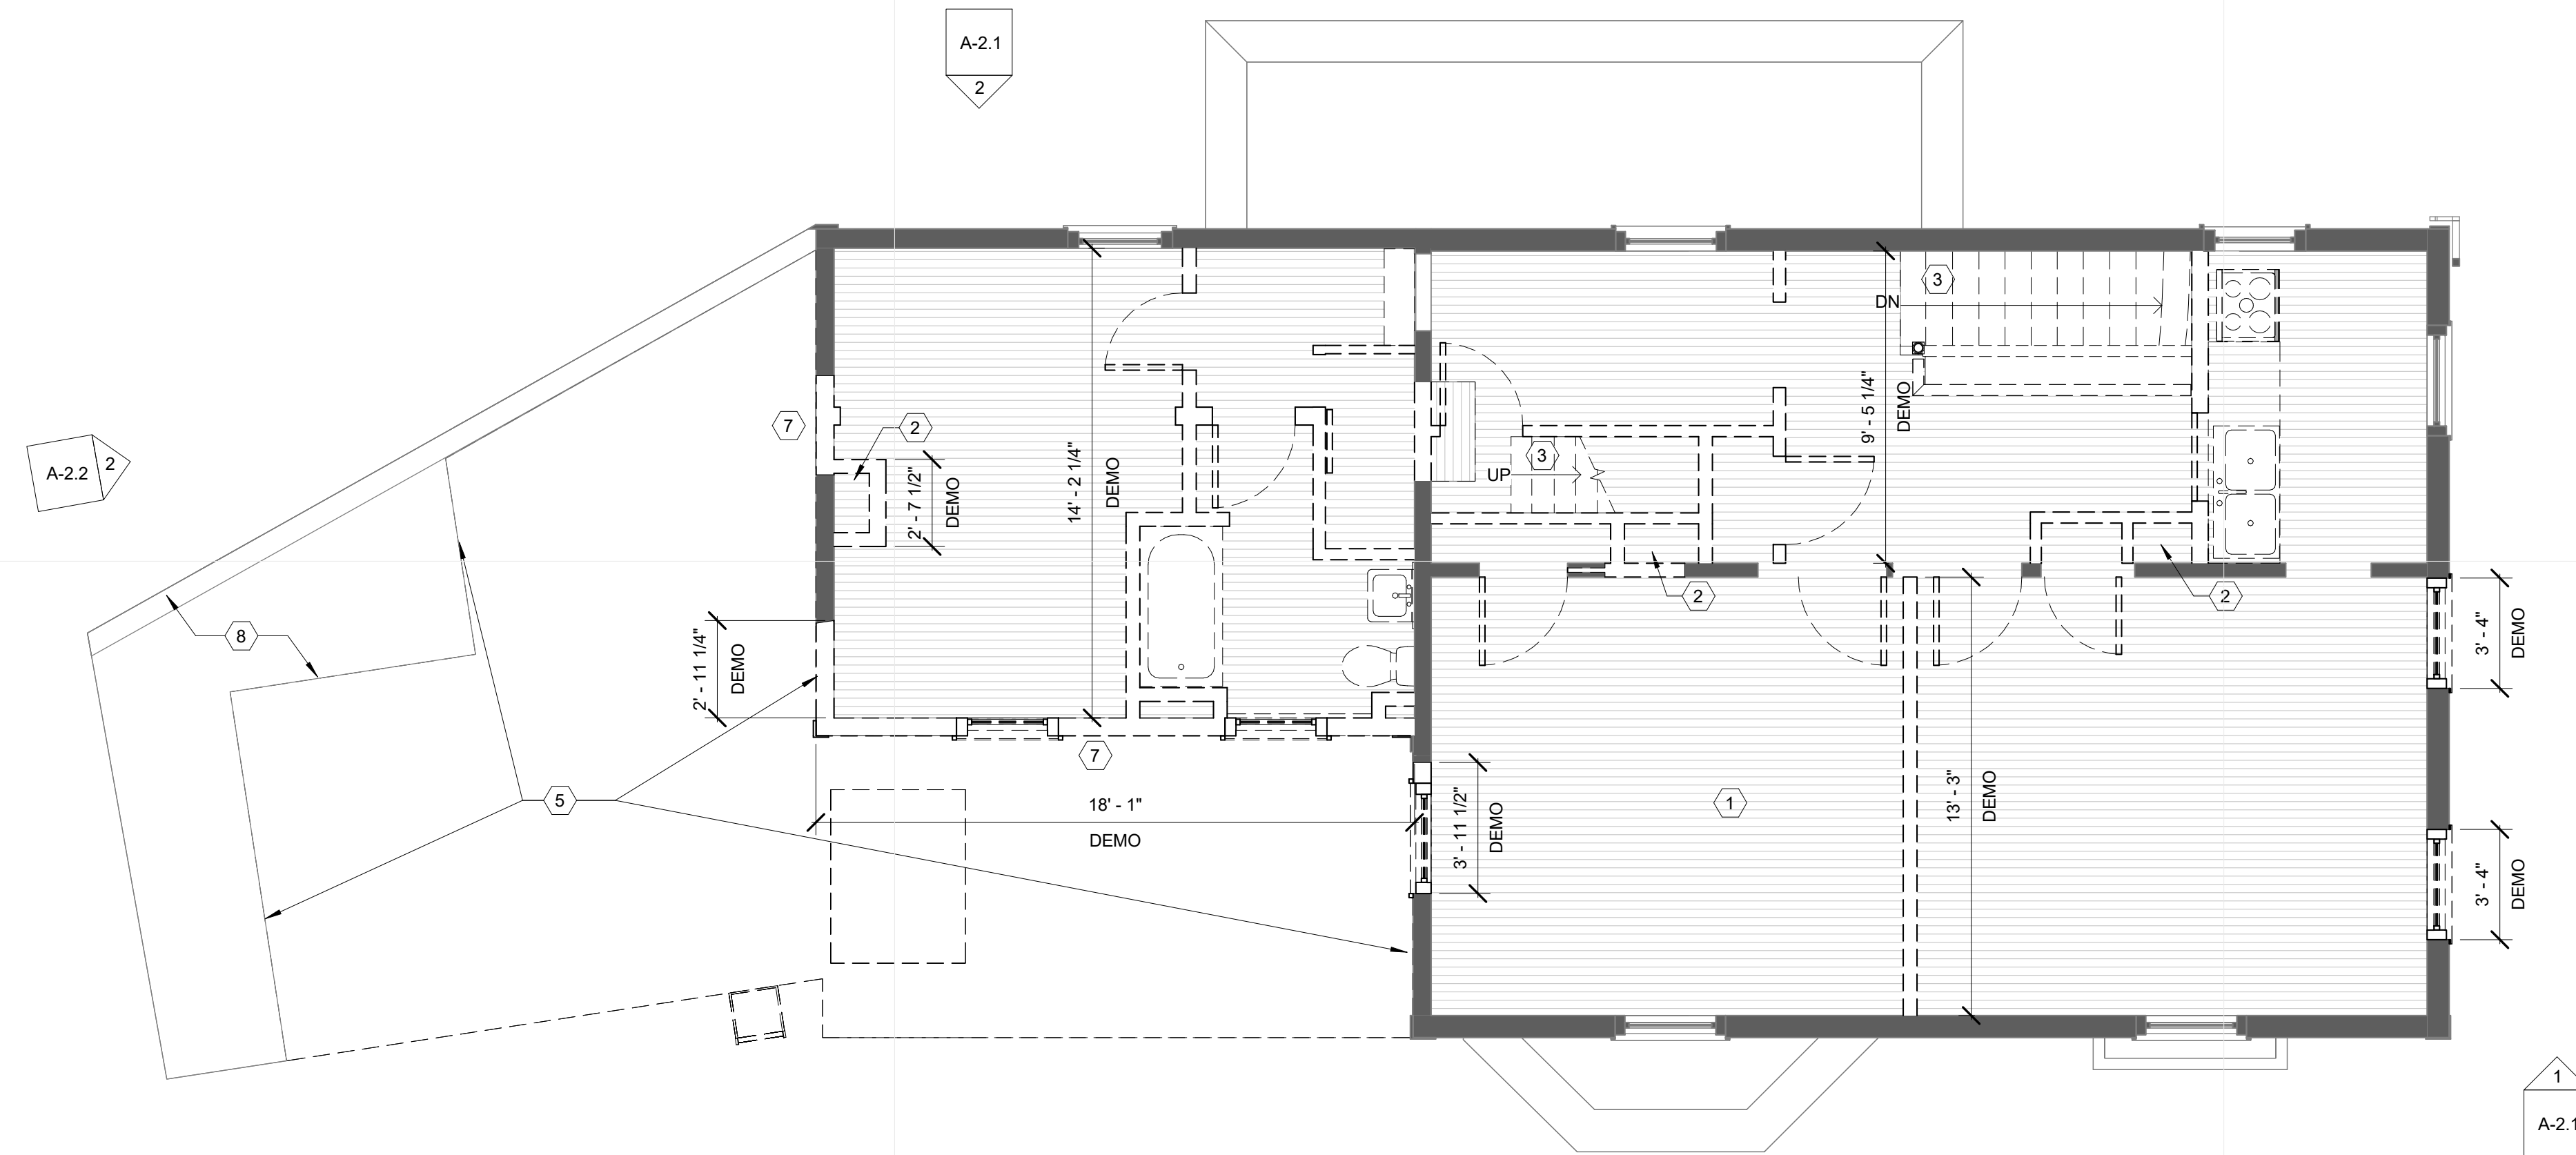 A-2.1
2
A-2.2
2
7
2
2' - 7 1/2"
DEMO
14' - 2 1/4"
DEMO
3
DN
9' - 5 1/4"
DEMO
3
UP
2
2
8
2' - 11 1/4"
DEMO
3' - 4"
DEMO
7
5
18' - 1"
DEMO
3' - 11 1/2"
DEMO
1
13' - 3"
DEMO
3' - 4"
DEMO
1
A-2.1